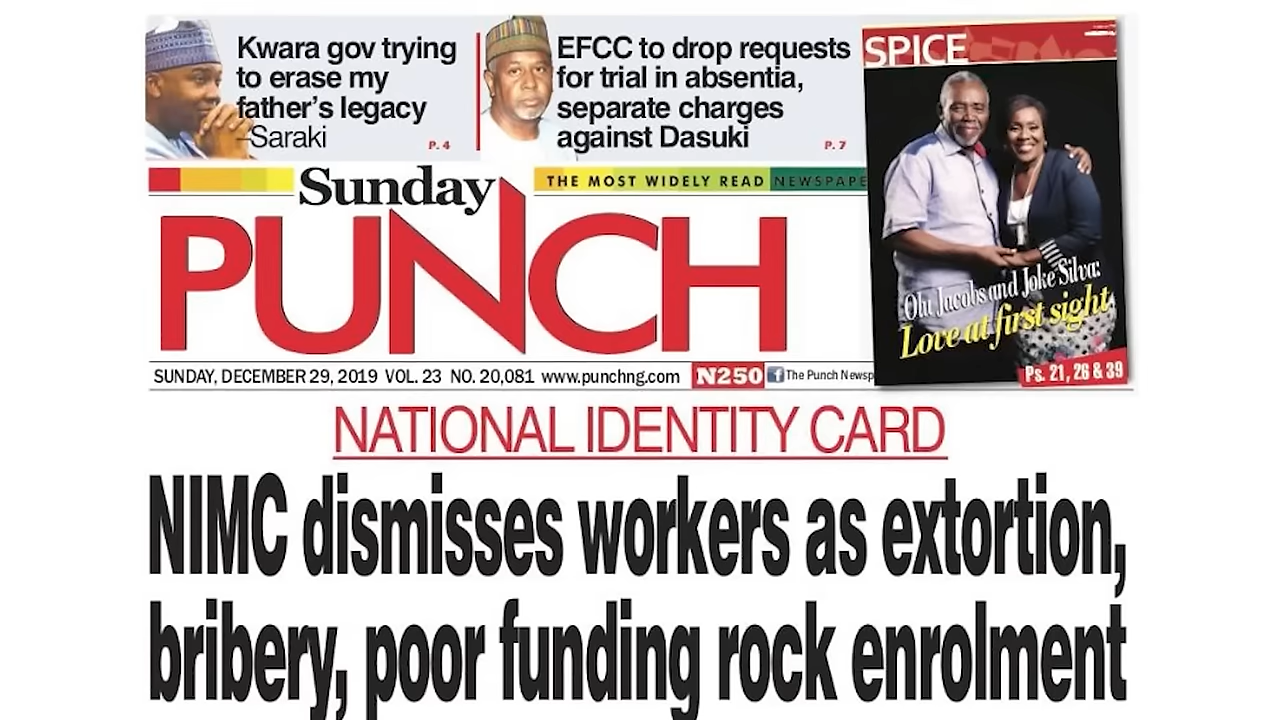 Kwara gov trying
to erase my
father's legacy
–Saraki
P. 4
EFCC to drop requests
for trial in absentia,
separate charges
against Dasuki
P. 7
SPICE
Olu Jacobs and Joke Silva:
Love at first sight
Ps. 21, 26 & 39
Sunday
THE MOST WIDELY READ NEWSPAPE
PUNCH
SUNDAY, DECEMBER 29, 2019 VOL. 23 NO. 20,081 www.punchng.com N250 f The Punch Newsp
NATIONAL IDENTITY CARD
NIMC dismisses workers as extortion,
bribery, poor funding rock enrolment